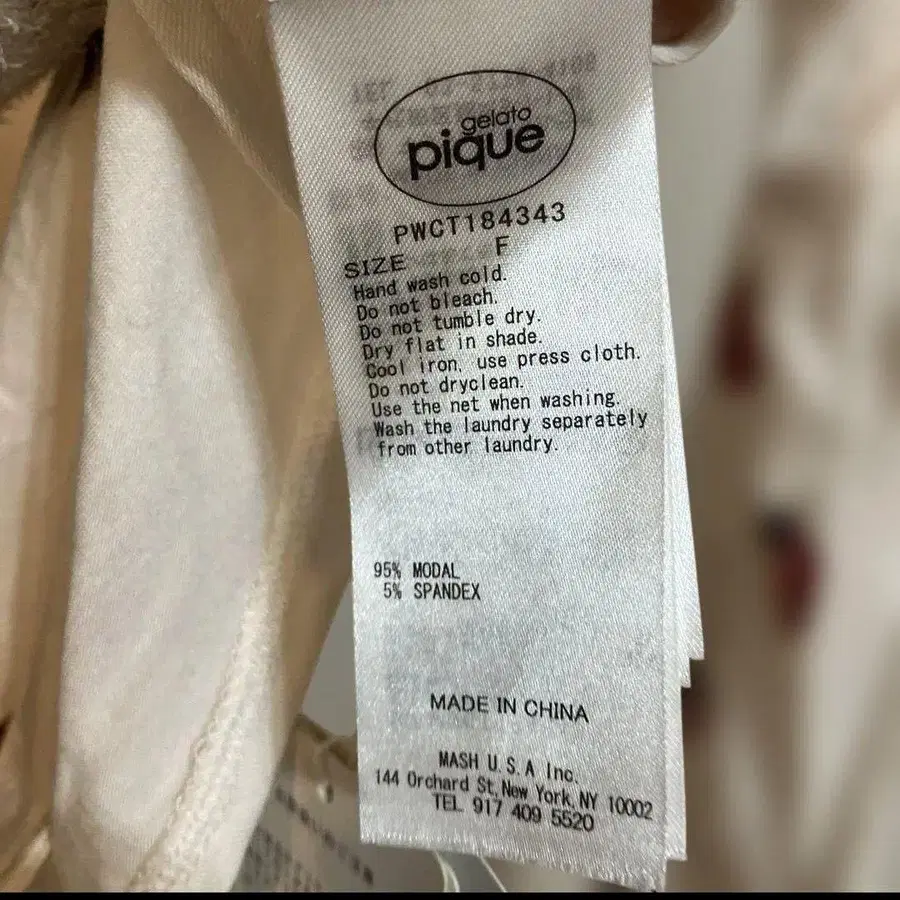 gelato
pique
PWCT184343
SIZE F
Hand wash cold.
Do not bleach.
Do not tumble dry.
Dry flat in shade.
Cool iron, use press cloth.
Do not dryclean.
Use the net when washing.
Wash the laundry separately
from other laundry.
95% MODAL
5% SPANDEX
MADE IN CHINA
MASH U.S.A Inc.
144 Orchard St, New York, NY 10002
TEL 917 409 5520